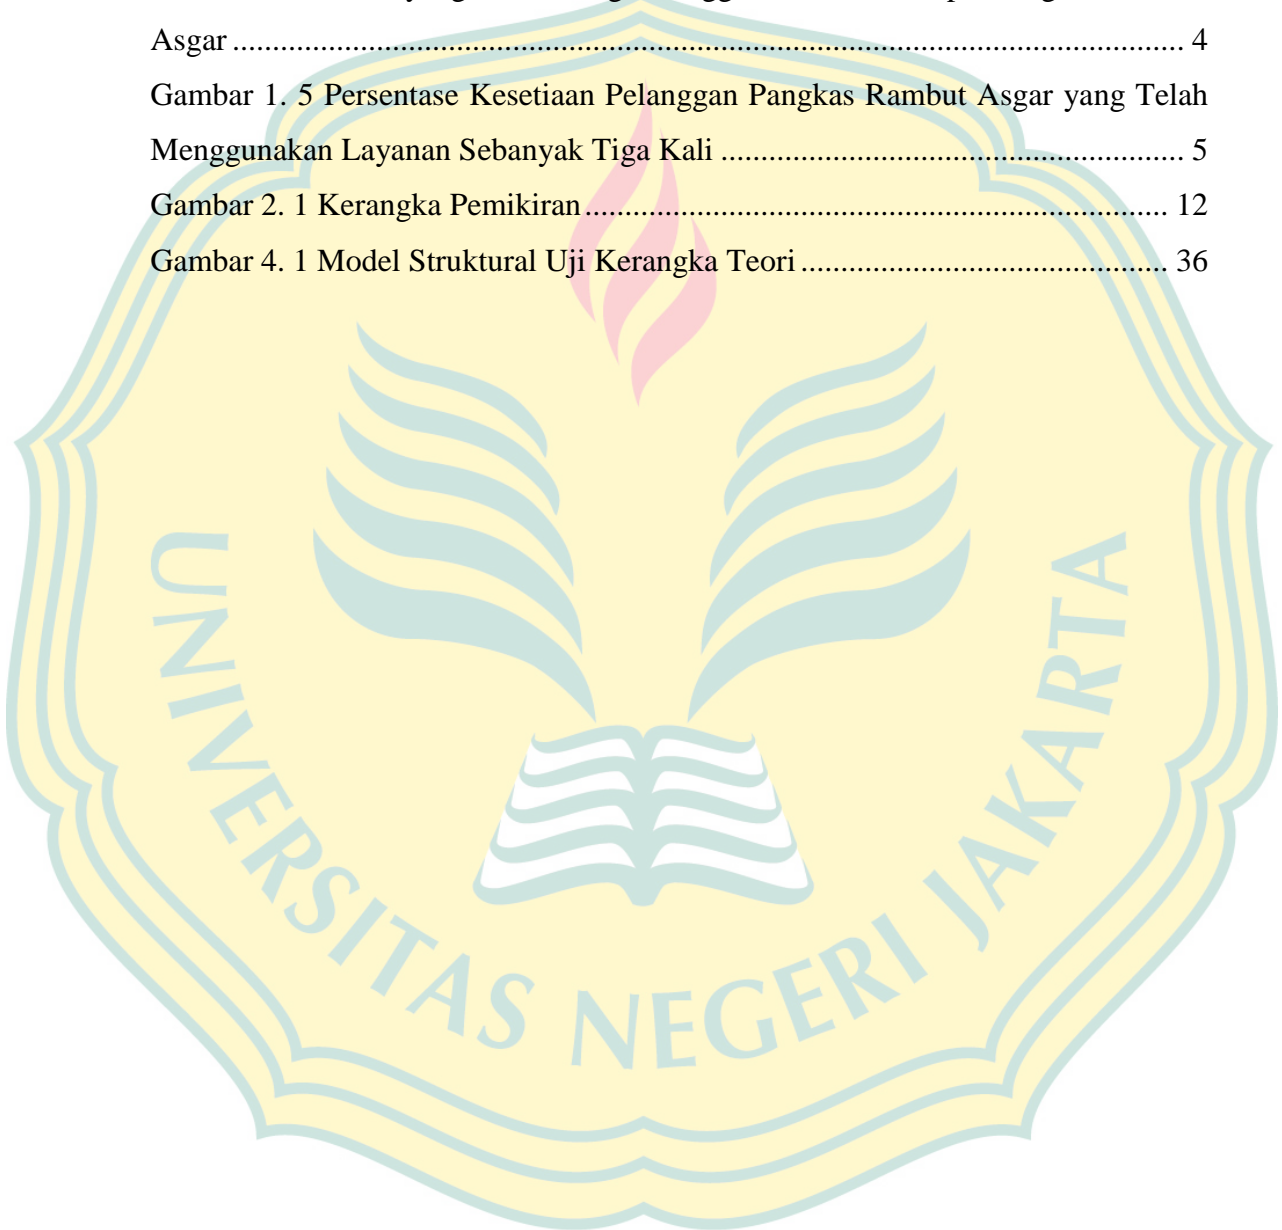 Asgar ........................................................................................................................ 4
Gambar 1. 5 Persentase Kesetiaan Pelanggan Pangkas Rambut Asgar yang Telah
Menggunakan Layanan Sebanyak Tiga Kali .......................................................... 5
Gambar 2. 1 Kerangka Pemikiran ......................................................................... 12
Gambar 4. 1 Model Struktural Uji Kerangka Teori .............................................. 36
UNIVERSITAS NEGERI JAKARTA